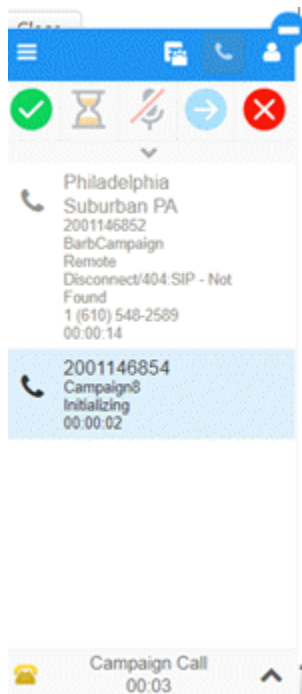 Philadelphia
Suburban PA
2001146852
BarbCampaign
Remote
Disconnect/404:SIP - Not
Found
1 (610) 548-2589
00:00:14
2001146854
Campaign8
Initializing
00:00:02
Campaign Call
00:03